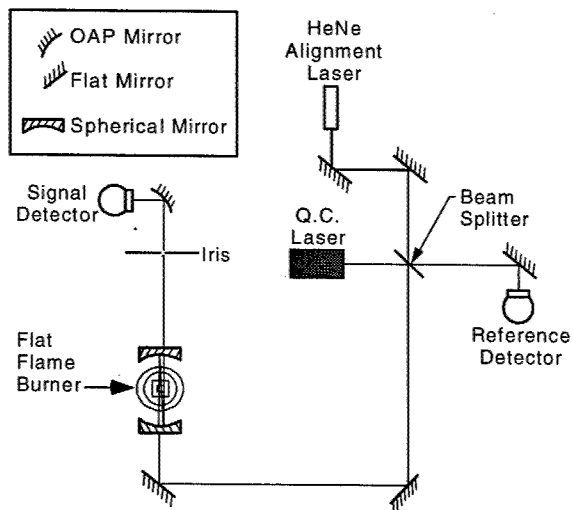 OAP Mirror
Flat Mirror
Spherical Mirror
HeNe
Alignment
Laser
Signal
Detector
Iris
Q.C.
Laser
Beam
Splitter
Reference
Detector
Flat
Flame
Burner